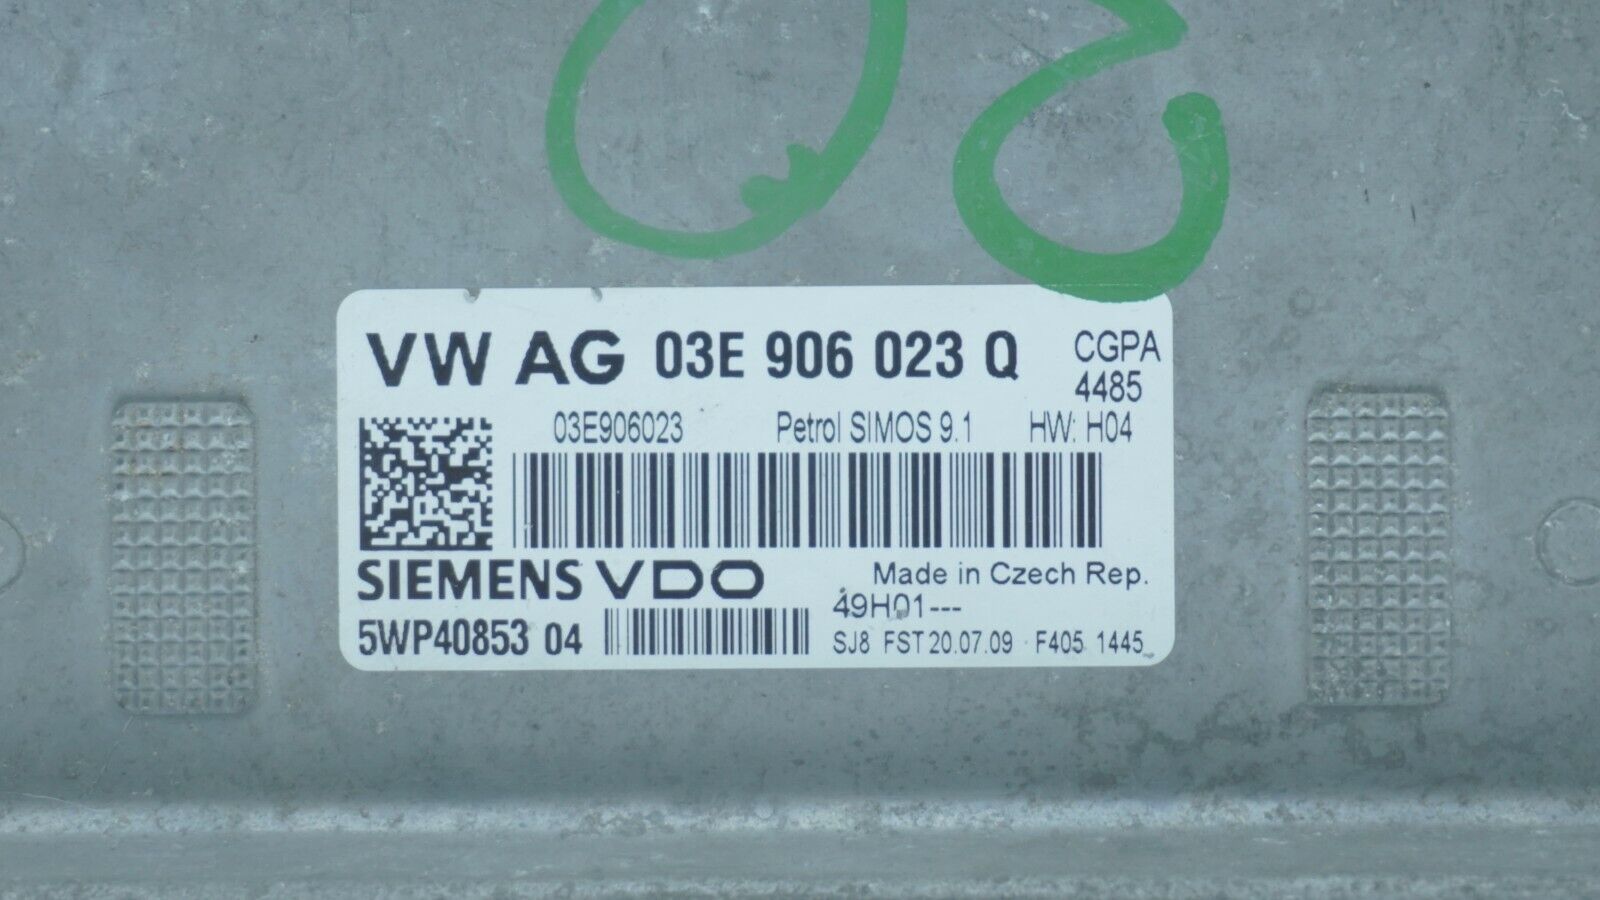 VW AG 03E 906 023 Q CGPA
4485
03E906023 Petrol SIMOS 9.1 HW: H04
SIEMENS VDO Made in Czech Rep.
49H01---
5WP40853 04 SJ8 FST 20.07.09 F405 1445